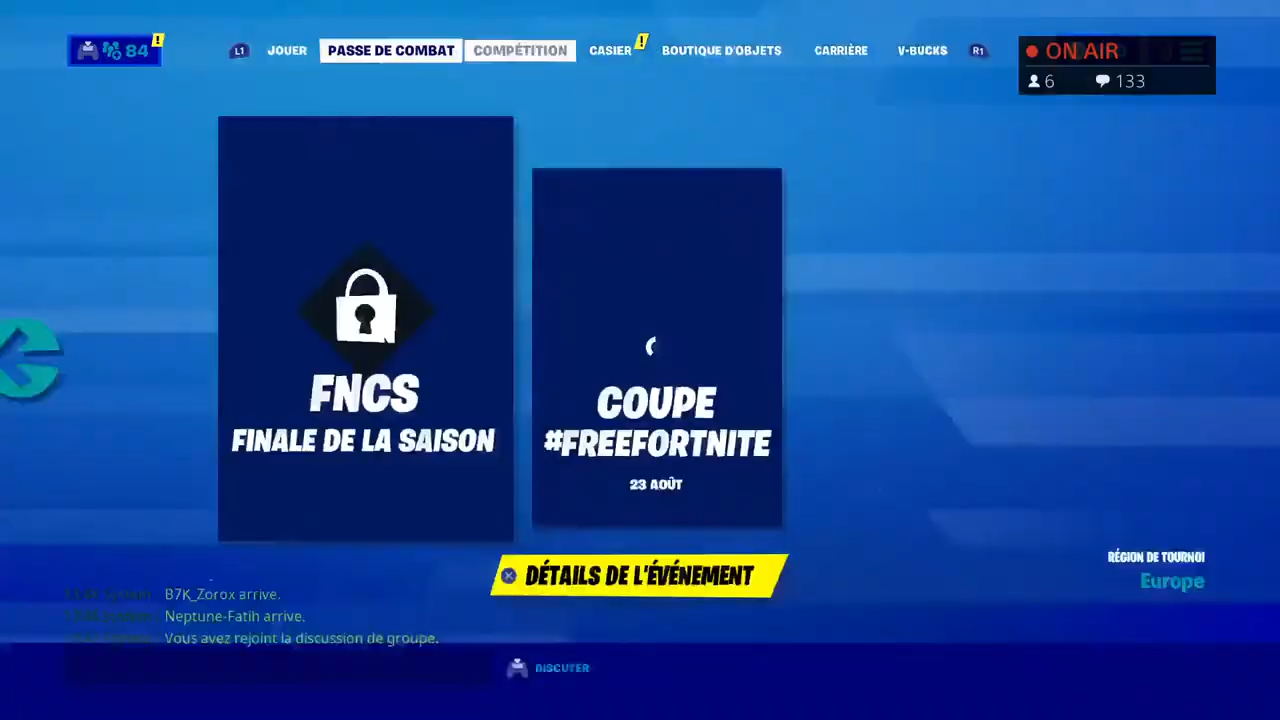 84 !
L1 JOUER PASSE DE COMBAT COMPÉTITION CASIER ! BOUTIQUE D'OBJETS CARRIÈRE V-BUCKS R1
ON AIR
6 133
FNCS
FINALE DE LA SAISON
COUPE
#FREEFORTNITE
23 AOÛT
DÉTAILS DE L'ÉVÉNEMENT
RÉGION DE TOURNOI
Europe
B7K_Zorox arrive.
Neptune-Fatih arrive.
Vous avez rejoint la discussion de groupe.
DISCUTER